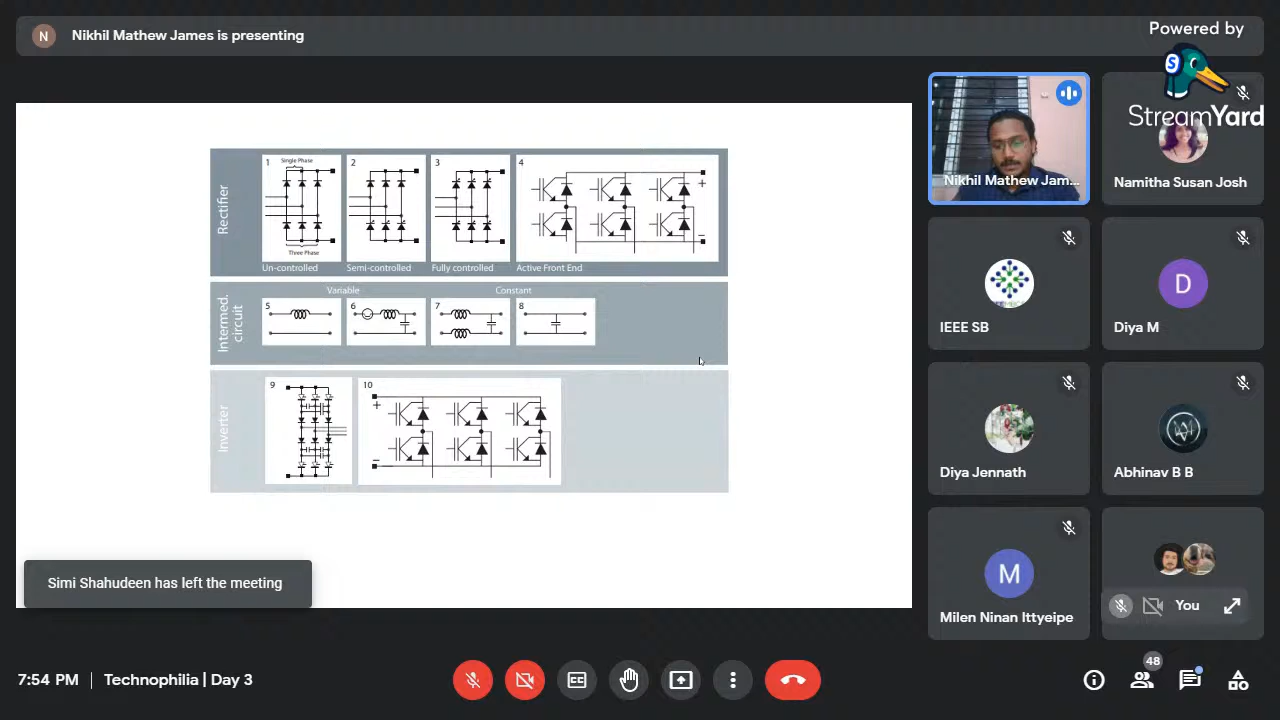 N
Nikhil Mathew James is presenting
Powered by
S
StreamYard
Nikhil Mathew Jam...
Namitha Susan Josh
IEEE SB
D
Diya M
Diya Jennath
Abhinav B B
M
Milen Ninan Ittyeipe
You
Rectifier
1
Single Phase
Three Phase
Un-controlled
2
Semi-controlled
3
Fully controlled
4
+
−
Active Front End
Intermed.
circuit
Variable
Constant
5
6
7
8
Inverter
9
10
+
−
Simi Shahudeen has left the meeting
7:54 PM | Technophilia | Day 3
CC
48